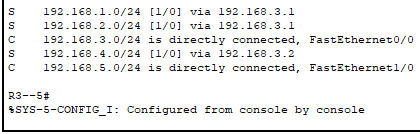 S    192.168.1.0/24 [1/0] via 192.168.3.1
S    192.168.2.0/24 [1/0] via 192.168.3.1
C    192.168.3.0/24 is directly connected, FastEthernet0/0
S    192.168.4.0/24 [1/0] via 192.168.3.2
C    192.168.5.0/24 is directly connected, FastEthernet1/0
R3--5#
%SYS-5-CONFIG_I: Configured from console by console